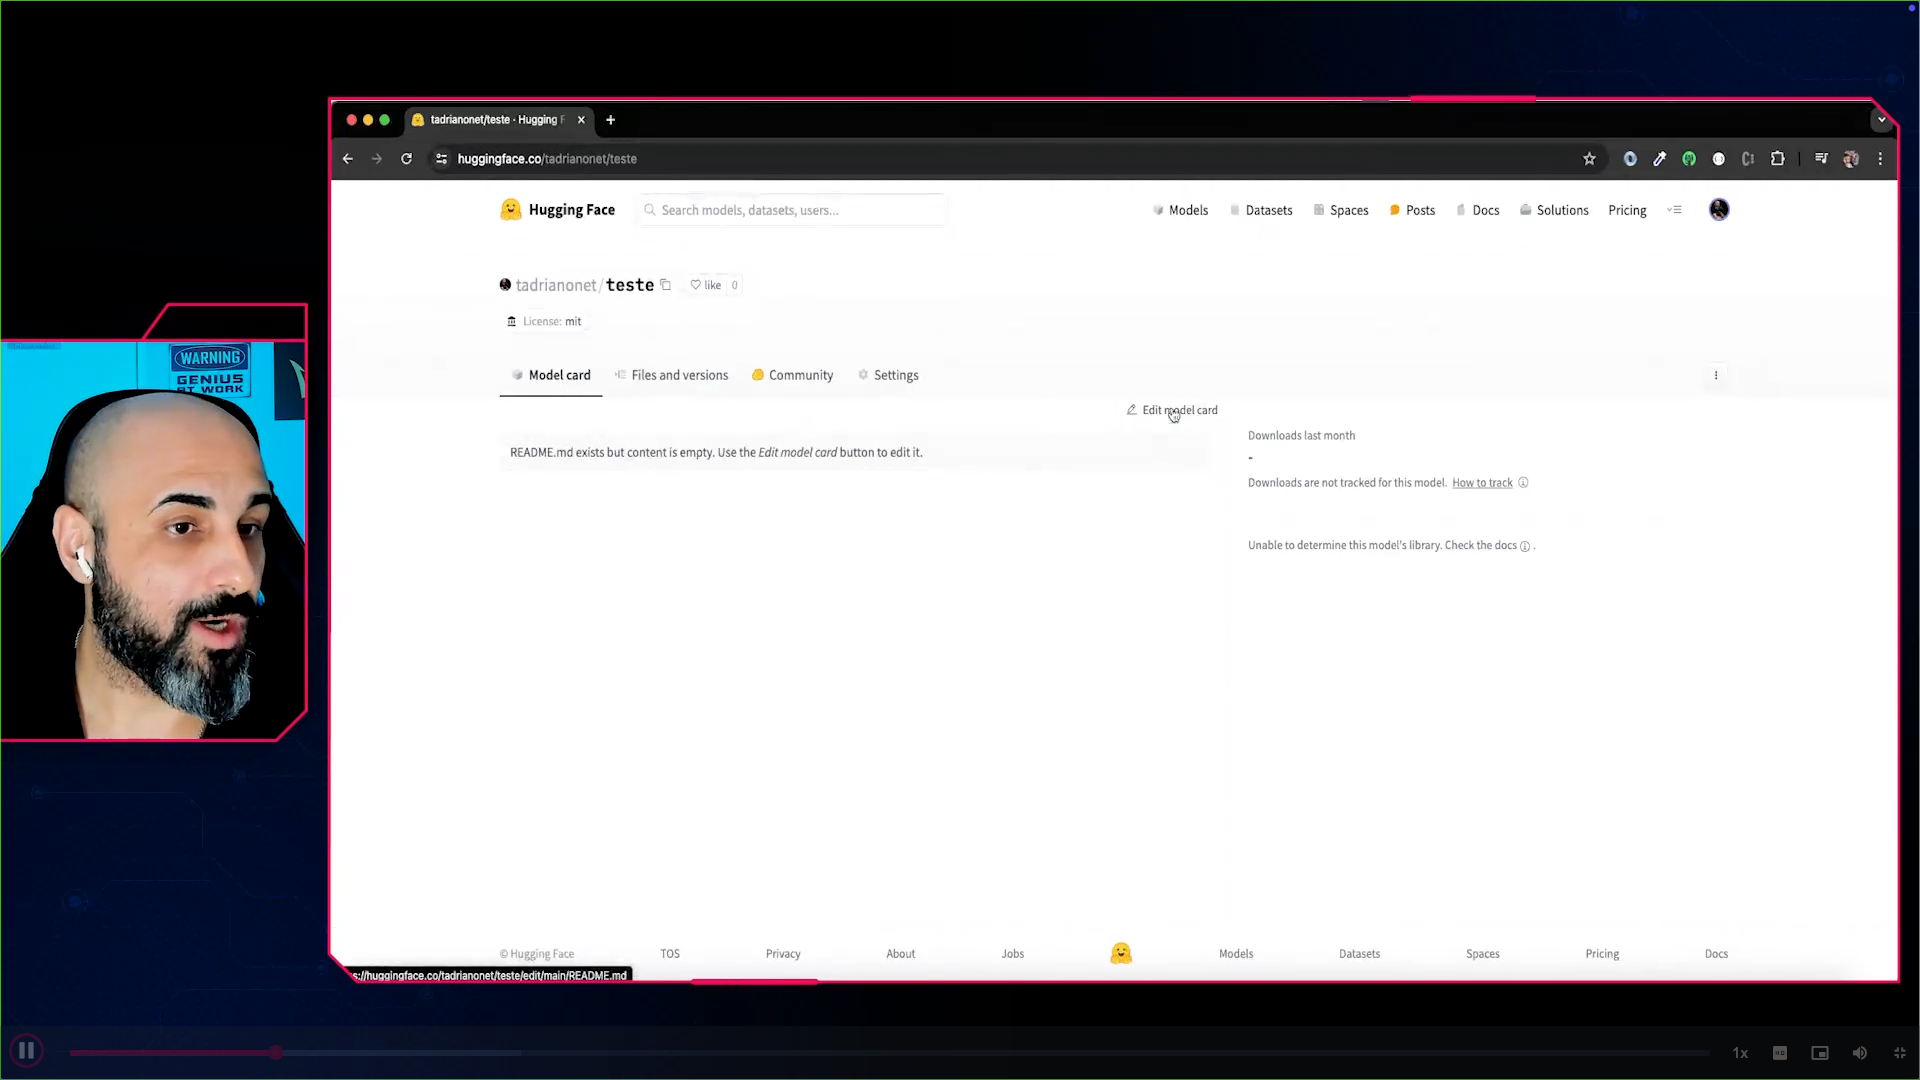 tadrianonet/teste · Hugging F
huggingface.co/tadrianonet/teste
Hugging Face
Search models, datasets, users...
Models
Datasets
Spaces
Posts
Docs
Solutions
Pricing
tadrianonet/teste
like 0
License: mit
Model card
Files and versions
Community
Settings
Edit model card
README.md exists but content is empty. Use the Edit model card button to edit it.
Downloads last month
-
Downloads are not tracked for this model. How to track
Unable to determine this model's library. Check the docs .
WARNING
GENIUS
AT WORK
© Hugging Face
TOS
Privacy
About
Jobs
Models
Datasets
Spaces
Pricing
Docs
s://huggingface.co/tadrianonet/teste/edit/main/README.md
1x